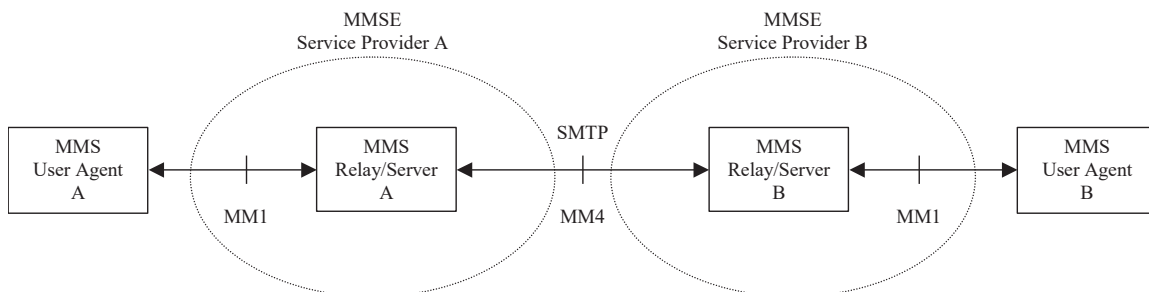 MMSE
Service Provider A
MMSE
Service Provider B
MMS
User Agent
A
MM1
MMS
Relay/Server
A
SMTP
MM4
MMS
Relay/Server
B
MM1
MMS
User Agent
B